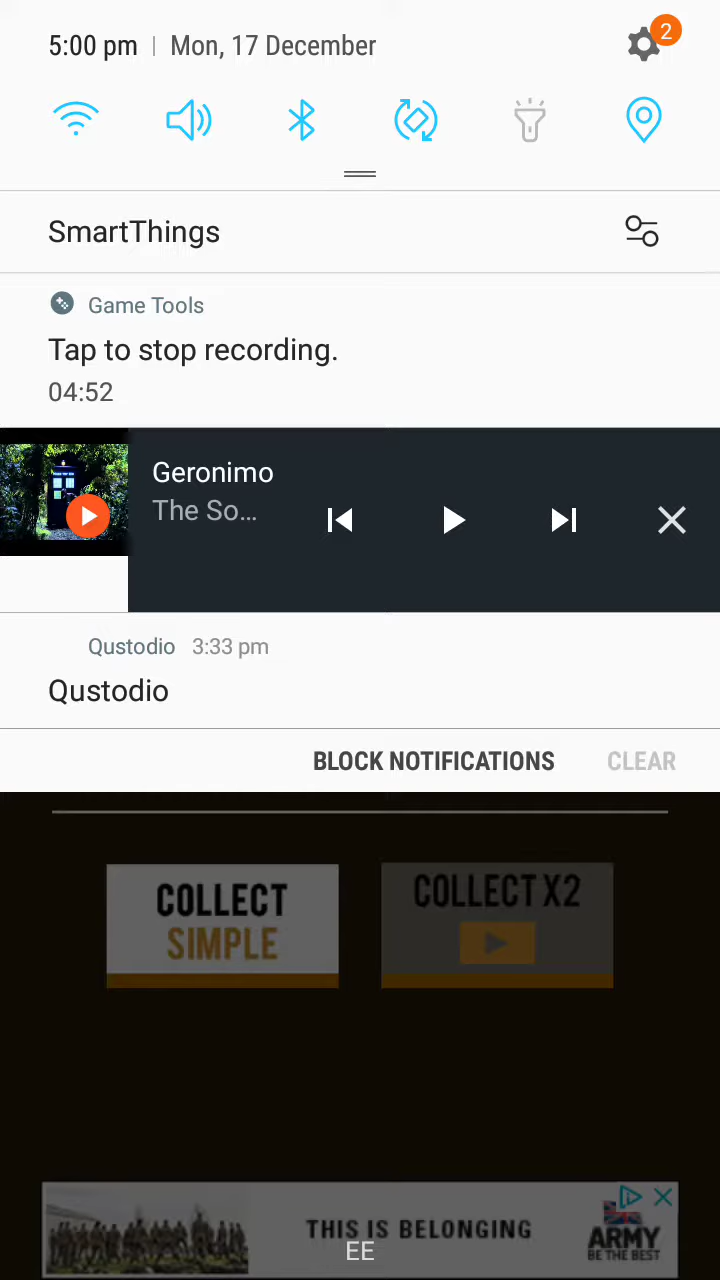 5:00 pm | Mon, 17 December
2
SmartThings
Game Tools
Tap to stop recording.
04:52
Geronimo
The So...
Qustodio 3:33 pm
Qustodio
BLOCK NOTIFICATIONS CLEAR
COLLECT
SIMPLE
COLLECT X2
THIS IS BELONGING
ARMY
BE THE BEST
EE